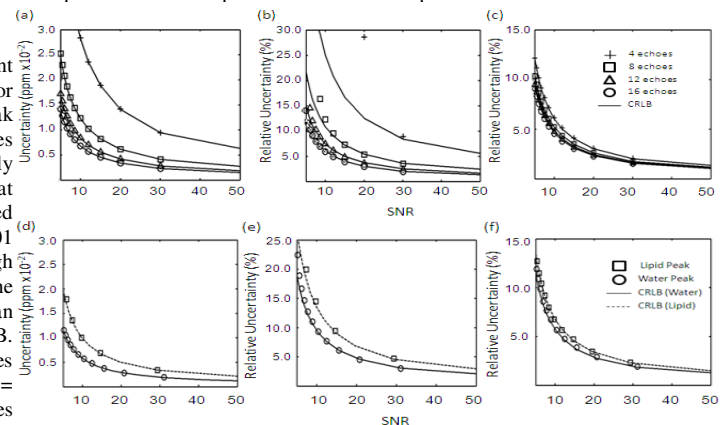 (a)
3.0
2.5
2.0
1.5
1.0
0.5
Uncertainty (ppm x10⁻²)
10
20
30
40
50
(b)
30.0
25.0
20.0
15.0
10.0
5.0
Relative Uncertainty (%)
10
20
30
40
50
SNR
(c)
15.0
10.0
5.0
Relative Uncertainty (%)
4 echoes
8 echoes
12 echoes
16 echoes
CRLB
10
20
30
40
50
(d)
3.0
2.5
2.0
1.5
1.0
0.5
Uncertainty (ppm x10⁻²)
10
20
30
40
50
(e)
25.0
20.0
15.0
10.0
5.0
Relative Uncertainty (%)
10
20
30
40
50
SNR
(f)
15.0
10.0
5.0
Relative Uncertainty (%)
Lipid Peak
Water Peak
CRLB (Water)
CRLB (Lipid)
10
20
30
40
50